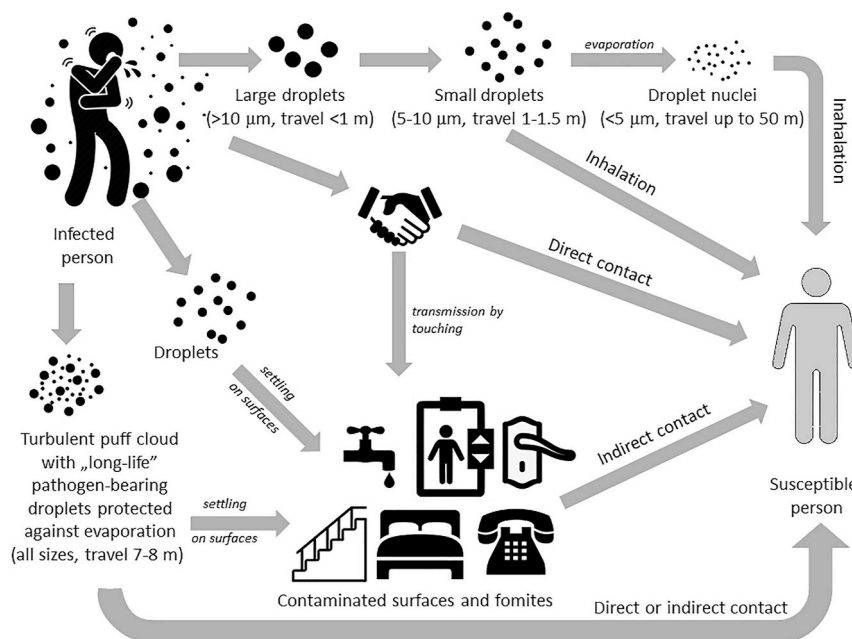 evaporation
Large droplets
(>10 µm, travel <1 m)
Small droplets
(5-10 µm, travel 1-1.5 m)
Droplet nuclei
(<5 µm, travel up to 50 m)
Inahalation
Inhalation
Infected
person
Direct contact
transmission by
touching
Droplets
settling
on surfaces
Turbulent puff cloud
with „long-life”
pathogen-bearing
droplets protected
against evaporation
(all sizes, travel 7-8 m)
settling
on surfaces
Indirect contact
Susceptible
person
Contaminated surfaces and fomites
Direct or indirect contact